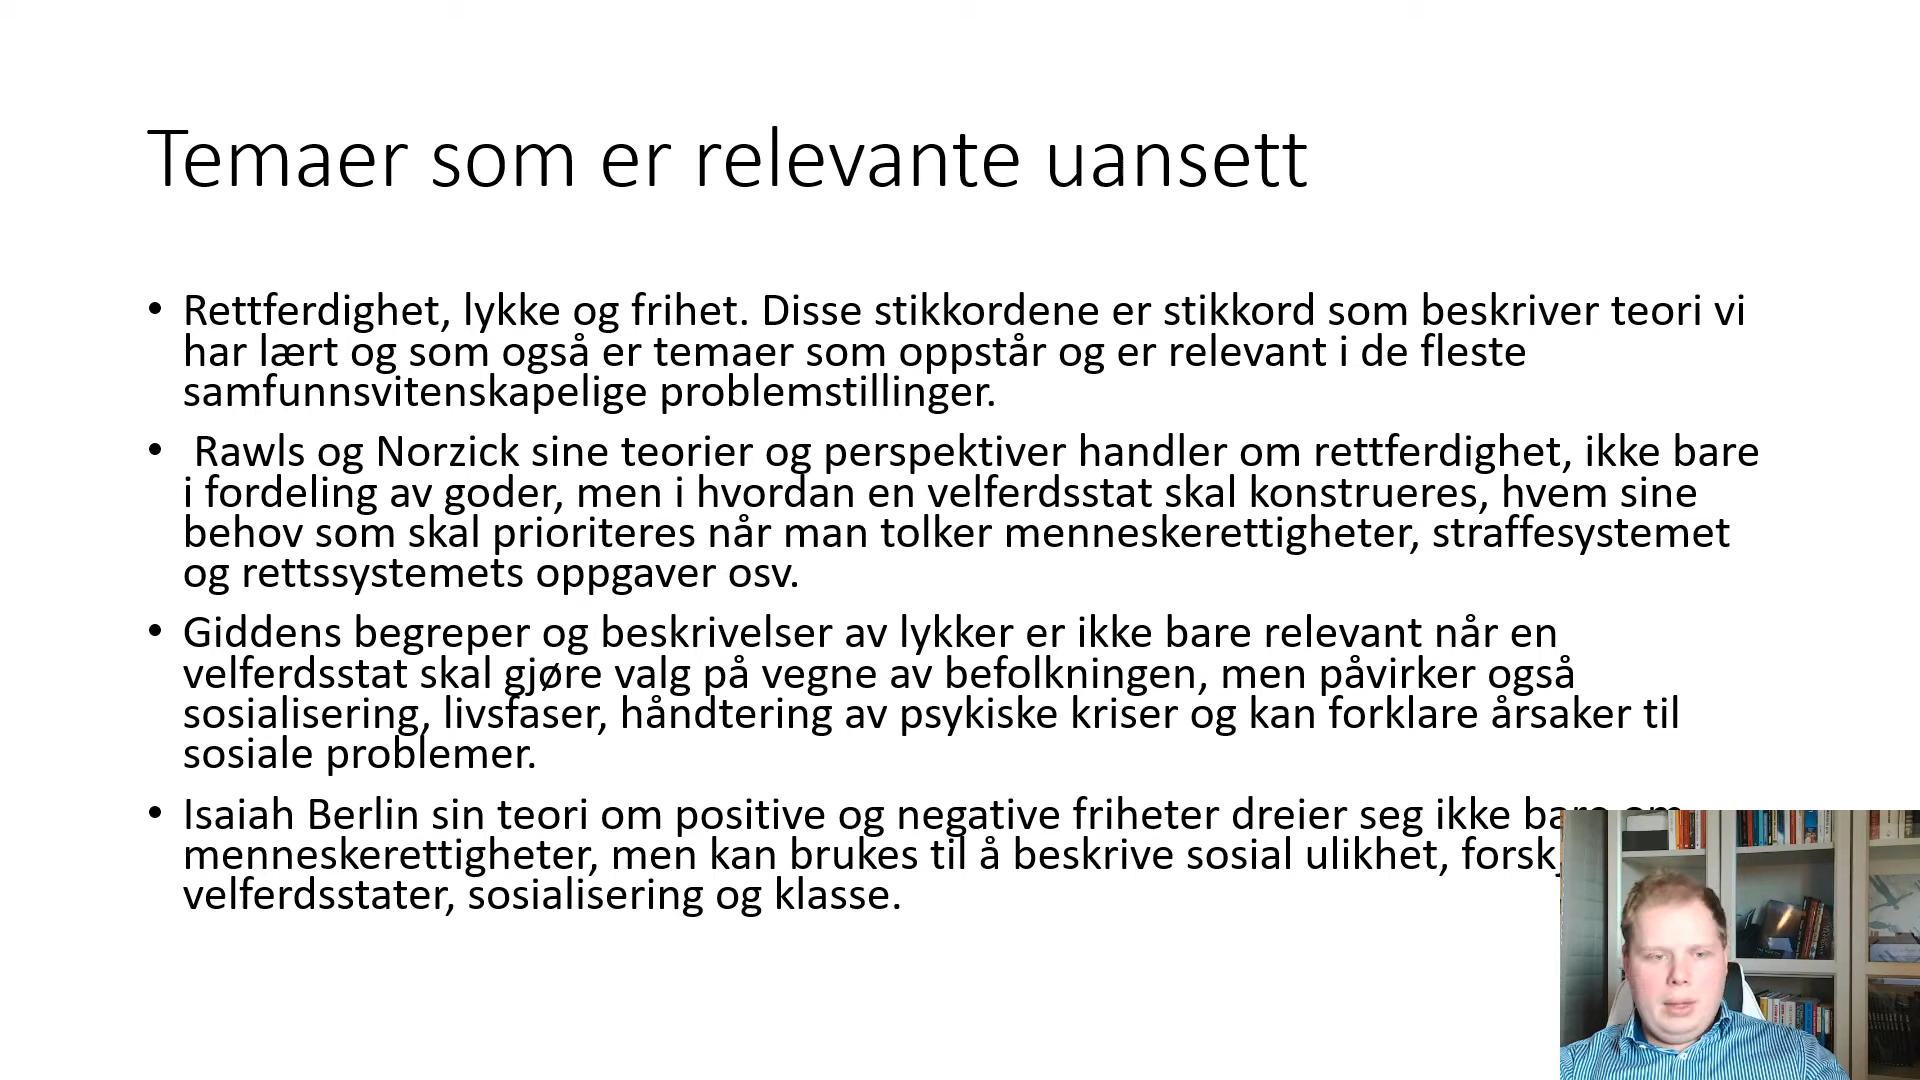 Temaer som er relevante uansett
• Rettferdighet, lykke og frihet. Disse stikkordene er stikkord som beskriver teori vi
har lært og som også er temaer som oppstår og er relevant i de fleste
samfunnsvitenskapelige problemstillinger.
• Rawls og Norzick sine teorier og perspektiver handler om rettferdighet, ikke bare
i fordeling av goder, men i hvordan en velferdsstat skal konstrueres, hvem sine
behov som skal prioriteres når man tolker menneskerettigheter, straffesystemet
og rettssystemets oppgaver osv.
• Giddens begreper og beskrivelser av lykker er ikke bare relevant når en
velferdsstat skal gjøre valg på vegne av befolkningen, men påvirker også
sosialisering, livsfaser, håndtering av psykiske kriser og kan forklare årsaker til
sosiale problemer.
• Isaiah Berlin sin teori om positive og negative friheter dreier seg ikke bare om
menneskerettigheter, men kan brukes til å beskrive sosial ulikhet,
velferdsstater, sosialisering og klasse.